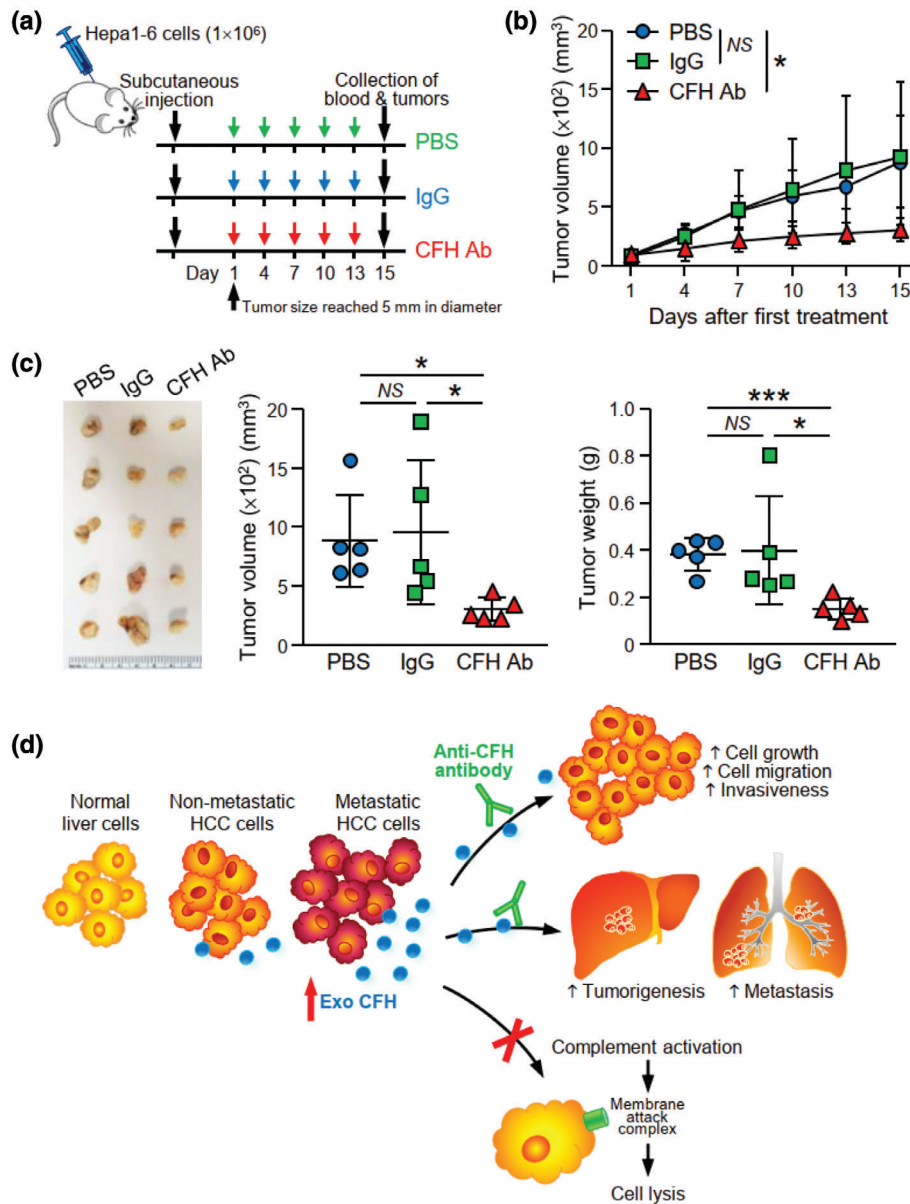 (a)
Hepa1-6 cells (1×10⁶)
Subcutaneous
injection
Collection of
blood & tumors
PBS
IgG
CFH Ab
Day 1 4 7 10 13 15
Tumor size reached 5 mm in diameter
(b)
Tumor volume (×10²) (mm³)
20
15
10
5
0
PBS
IgG
CFH Ab
NS
*
1 4 7 10 13 15
Days after first treatment
(c)
PBS IgG CFH Ab
Tumor volume (×10²) (mm³)
20
15
10
5
0
*
NS *
PBS IgG CFH Ab
Tumor weight (g)
1.0
0.8
0.6
0.4
0.2
0
***
NS *
PBS IgG CFH Ab
(d)
Normal
liver cells
Non-metastatic
HCC cells
Metastatic
HCC cells
↑ Exo CFH
Anti-CFH
antibody
↑ Cell growth
↑ Cell migration
↑ Invasiveness
↑ Tumorigenesis
↑ Metastasis
Complement activation
Membrane
attack
complex
Cell lysis